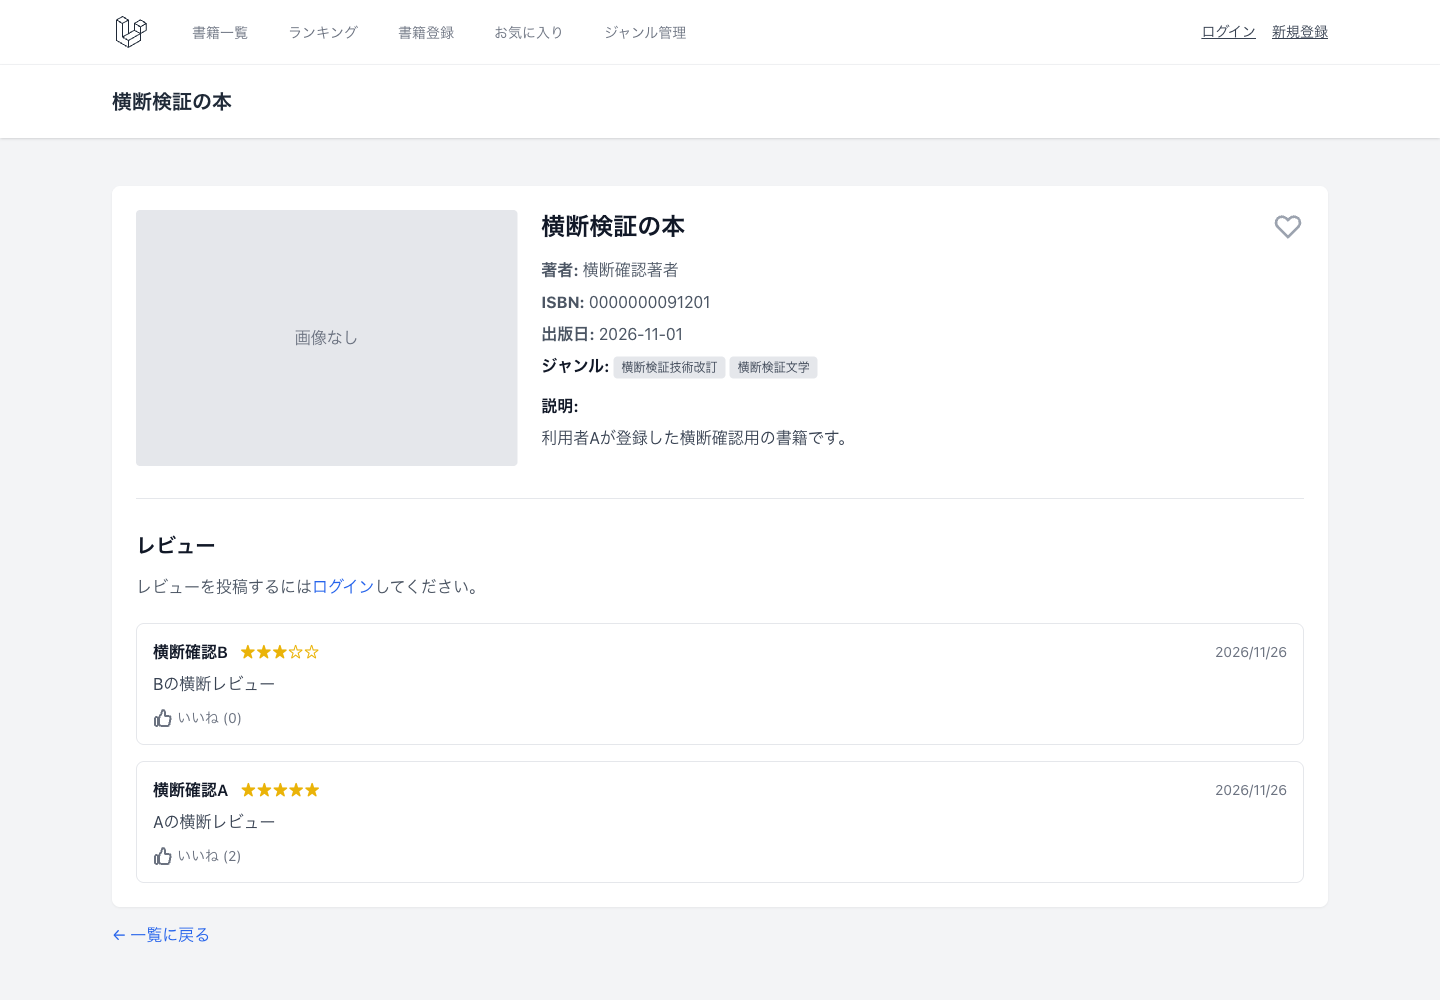 書籍一覧 ランキング 書籍登録 お気に入り ジャンル管理 ログイン 新規登録
横断検証の本
画像なし
横断検証の本
著者: 横断確認著者
ISBN: 0000000091201
出版日: 2026-11-01
ジャンル: 横断検証技術改訂 横断検証文学
説明:
利用者Aが登録した横断確認用の書籍です。
レビュー
レビューを投稿するにはログインしてください。
横断確認B ★★★☆☆ 2026/11/26
Bの横断レビュー
いいね (0)
横断確認A ★★★★★ 2026/11/26
Aの横断レビュー
いいね (2)
← 一覧に戻る